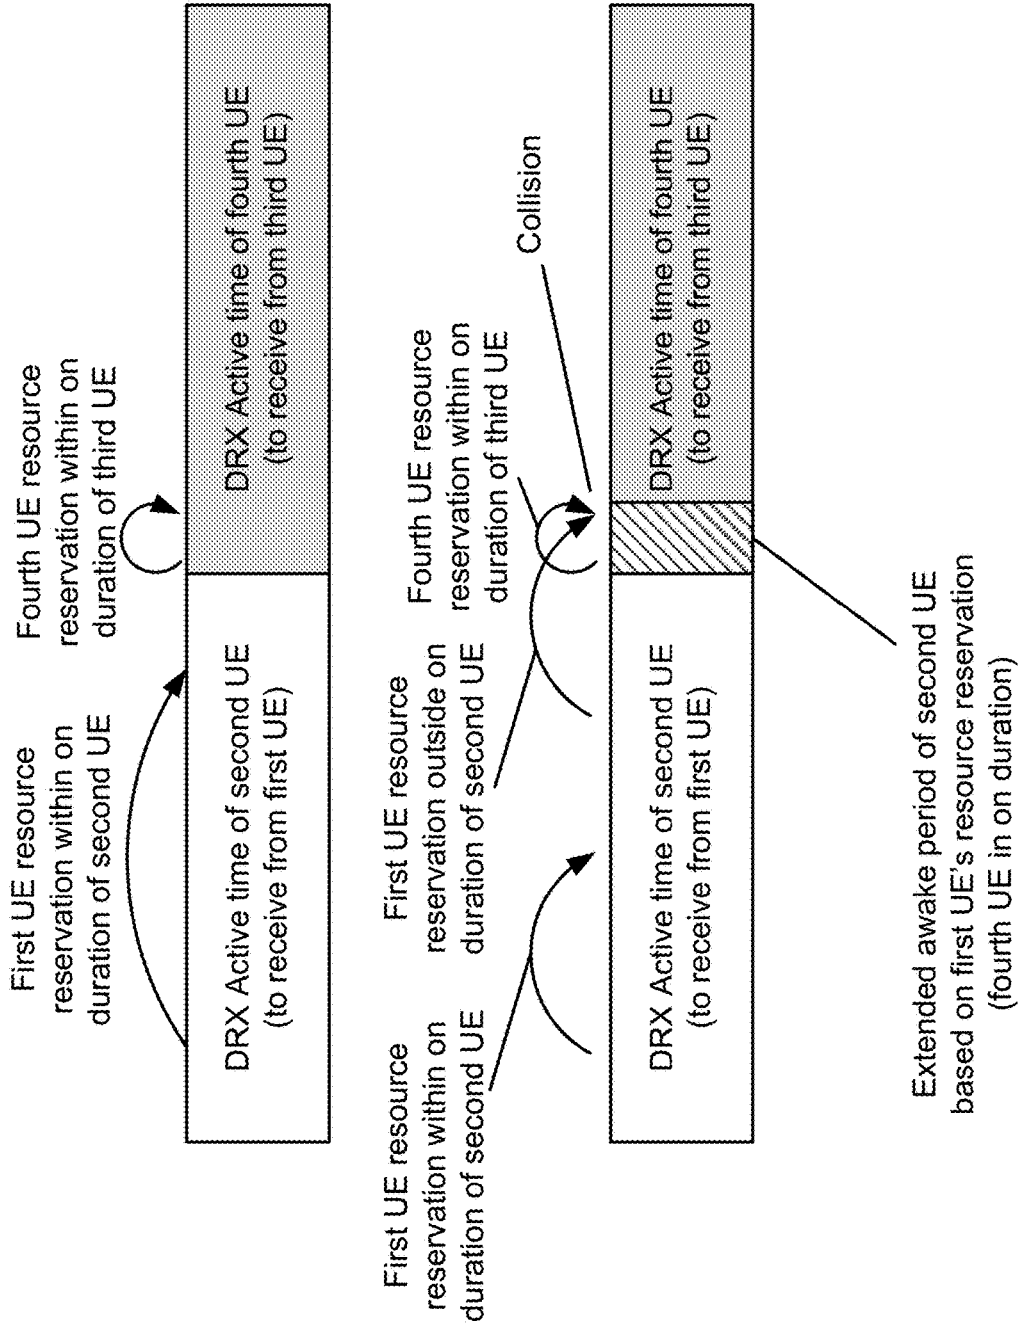 First UE resource
reservation within on
duration of second UE
Fourth UE resource
reservation within on
duration of third UE
DRX Active time of second UE
(to receive from first UE)
DRX Active time of fourth UE
(to receive from third UE)
First UE resource
reservation within on
duration of second UE
First UE resource
reservation outside on
duration of second UE
Fourth UE resource
reservation within on
duration of third UE
Collision
DRX Active time of second UE
(to receive from first UE)
DRX Active time of fourth UE
(to receive from third UE)
Extended awake period of second UE
based on first UE's resource reservation
(fourth UE in on duration)